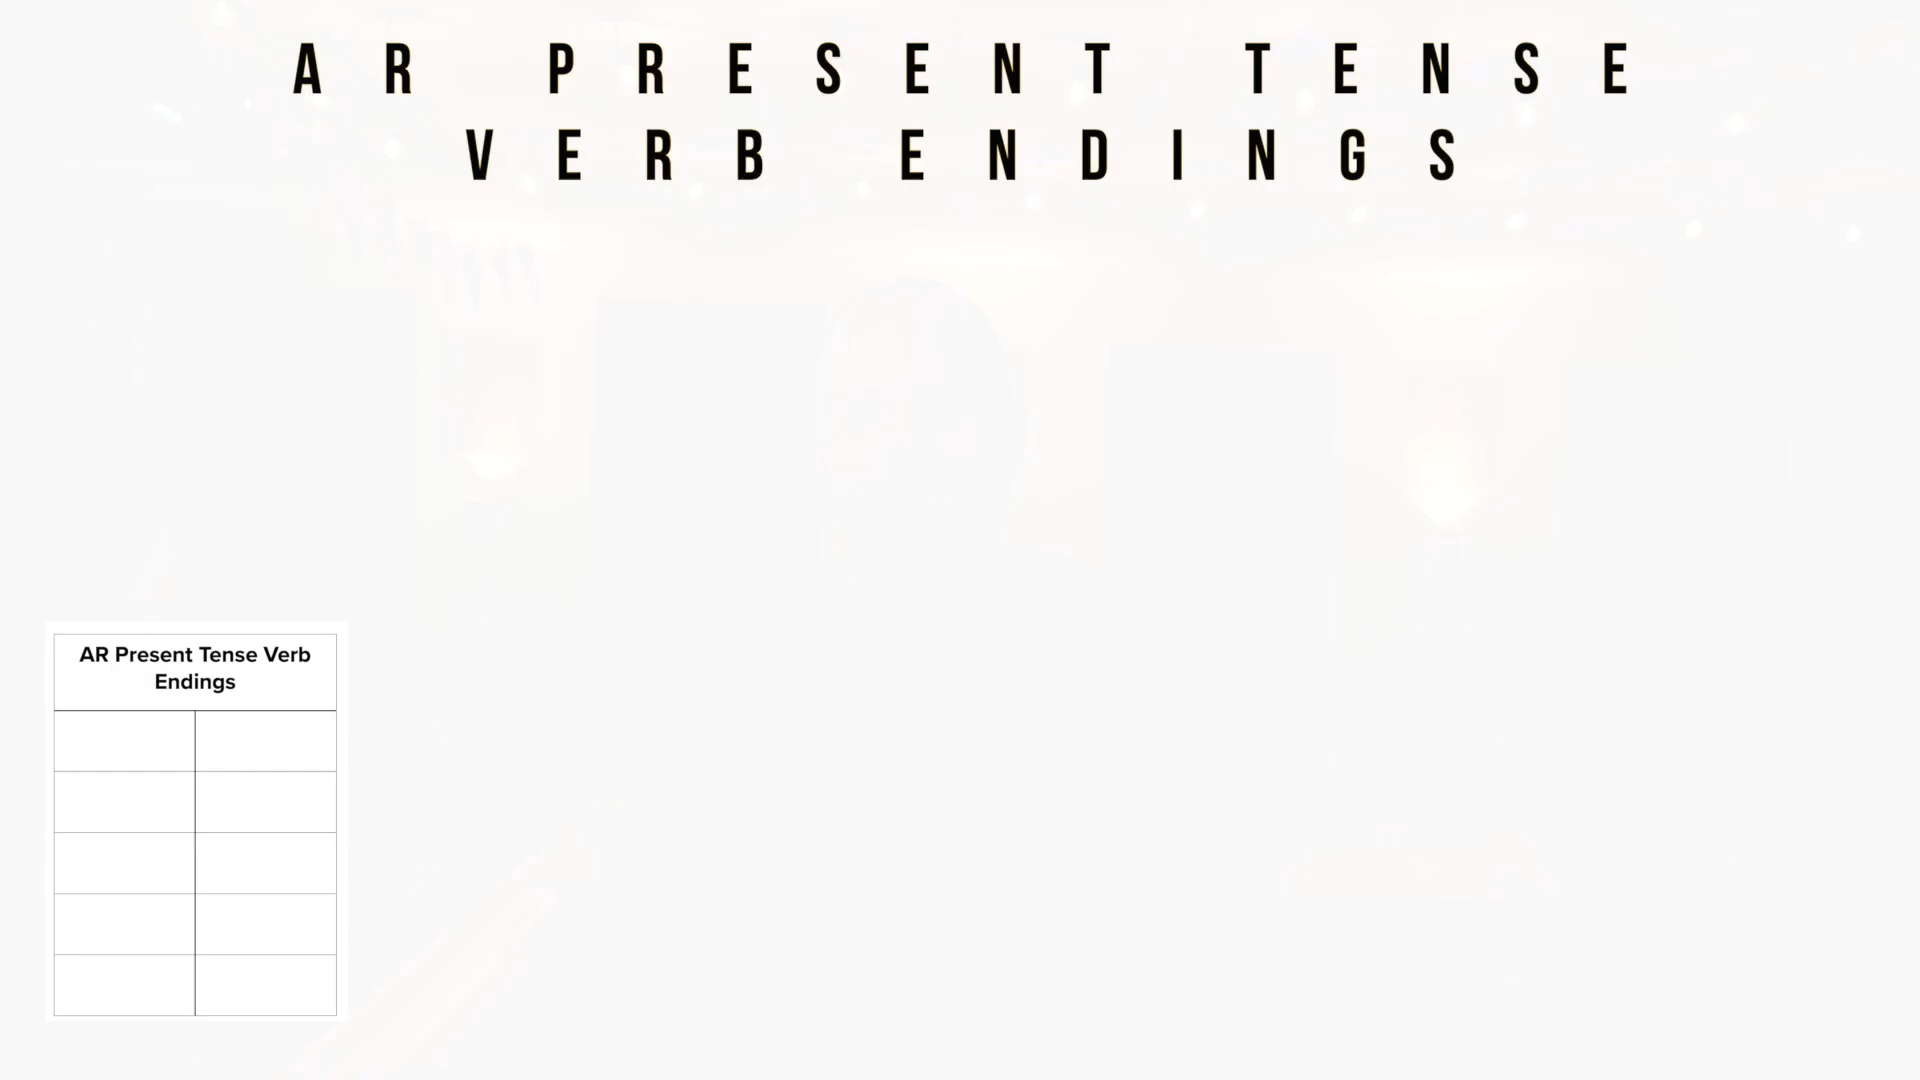 AR PRESENT TENSE
VERB ENDINGS
AR Present Tense Verb
Endings